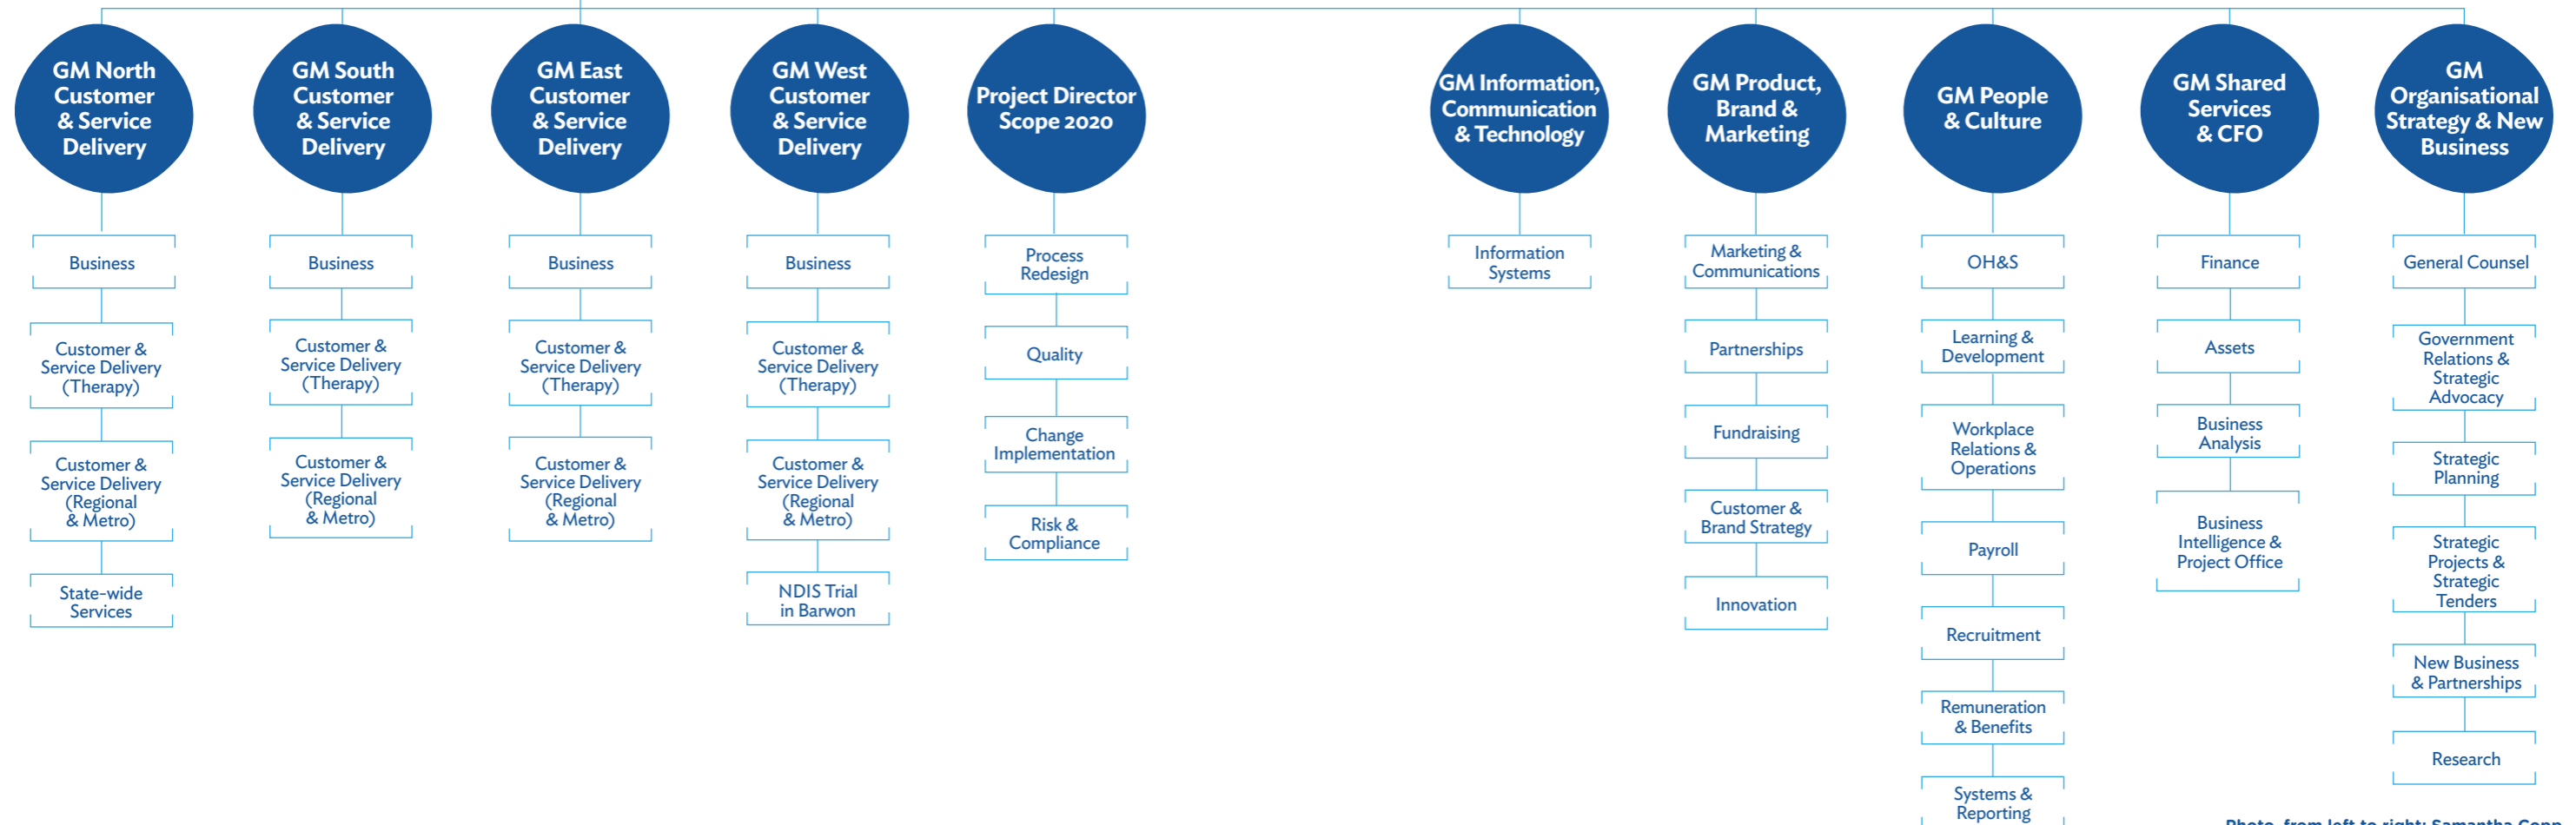 GM North
Customer
& Service
Delivery
Business
Customer &
Service Delivery
(Therapy)
Customer &
Service Delivery
(Regional
& Metro)
State-wide
Services
GM South
Customer
& Service
Delivery
Business
Customer &
Service Delivery
(Therapy)
Customer &
Service Delivery
(Regional
& Metro)
GM East
Customer
& Service
Delivery
Business
Customer &
Service Delivery
(Therapy)
Customer &
Service Delivery
(Regional
& Metro)
GM West
Customer
& Service
Delivery
Business
Customer &
Service Delivery
(Therapy)
Customer &
Service Delivery
(Regional
& Metro)
NDIS Trial
in Barwon
Project Director
Scope 2020
Process
Redesign
Quality
Change
Implementation
Risk &
Compliance
GM Information,
Communication
& Technology
Information
Systems
GM Product,
Brand &
Marketing
Marketing &
Communications
Partnerships
Fundraising
Customer &
Brand Strategy
Innovation
GM People
& Culture
OH&S
Learning &
Development
Workplace
Relations &
Operations
Payroll
Recruitment
Remuneration
& Benefits
Systems &
Reporting
GM Shared
Services
& CFO
Finance
Assets
Business
Analysis
Business
Intelligence &
Project Office
GM
Organisational
Strategy & New
Business
General Counsel
Government
Relations &
Strategic
Advocacy
Strategic
Planning
Strategic
Projects &
Strategic
Tenders
New Business
& Partnerships
Research
Photo, from left to right: Samantha